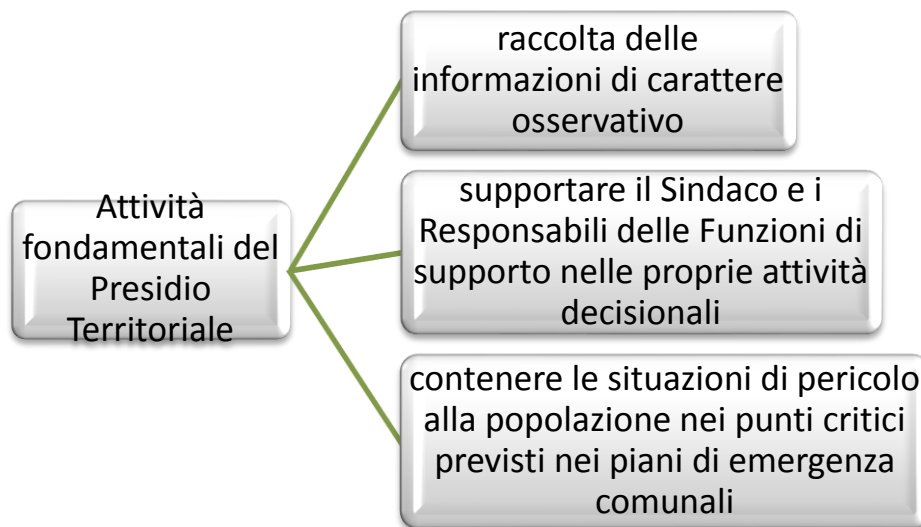 Attività
fondamentali del
Presidio
Territoriale
raccolta delle
informazioni di carattere
osservativo
supportare il Sindaco e i
Responsabili delle Funzioni di
supporto nelle proprie attività
decisionali
contenere le situazioni di pericolo
alla popolazione nei punti critici
previsti nei piani di emergenza
comunali